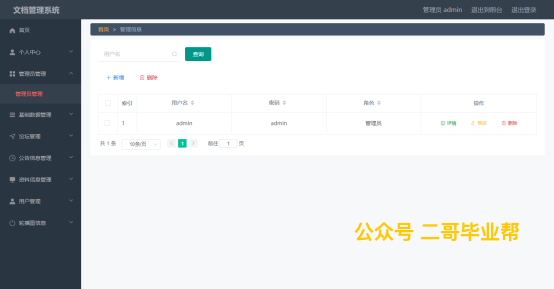 文档管理系统
管理员 admin 退出到前台 退出登录
首页
个人中心
管理员管理
管理员管理
基础数据管理
论坛管理
公告信息管理
资料信息管理
用户管理
轮播图信息
首页 > 管理信息
用户名 查询
+ 新增 删除
索引 用户名 密码 角色 操作
1 admin admin 管理员 详情 修改 删除
共 1 条 10条/页 < 1 > 前往 1 页
公众号 二哥毕业帮